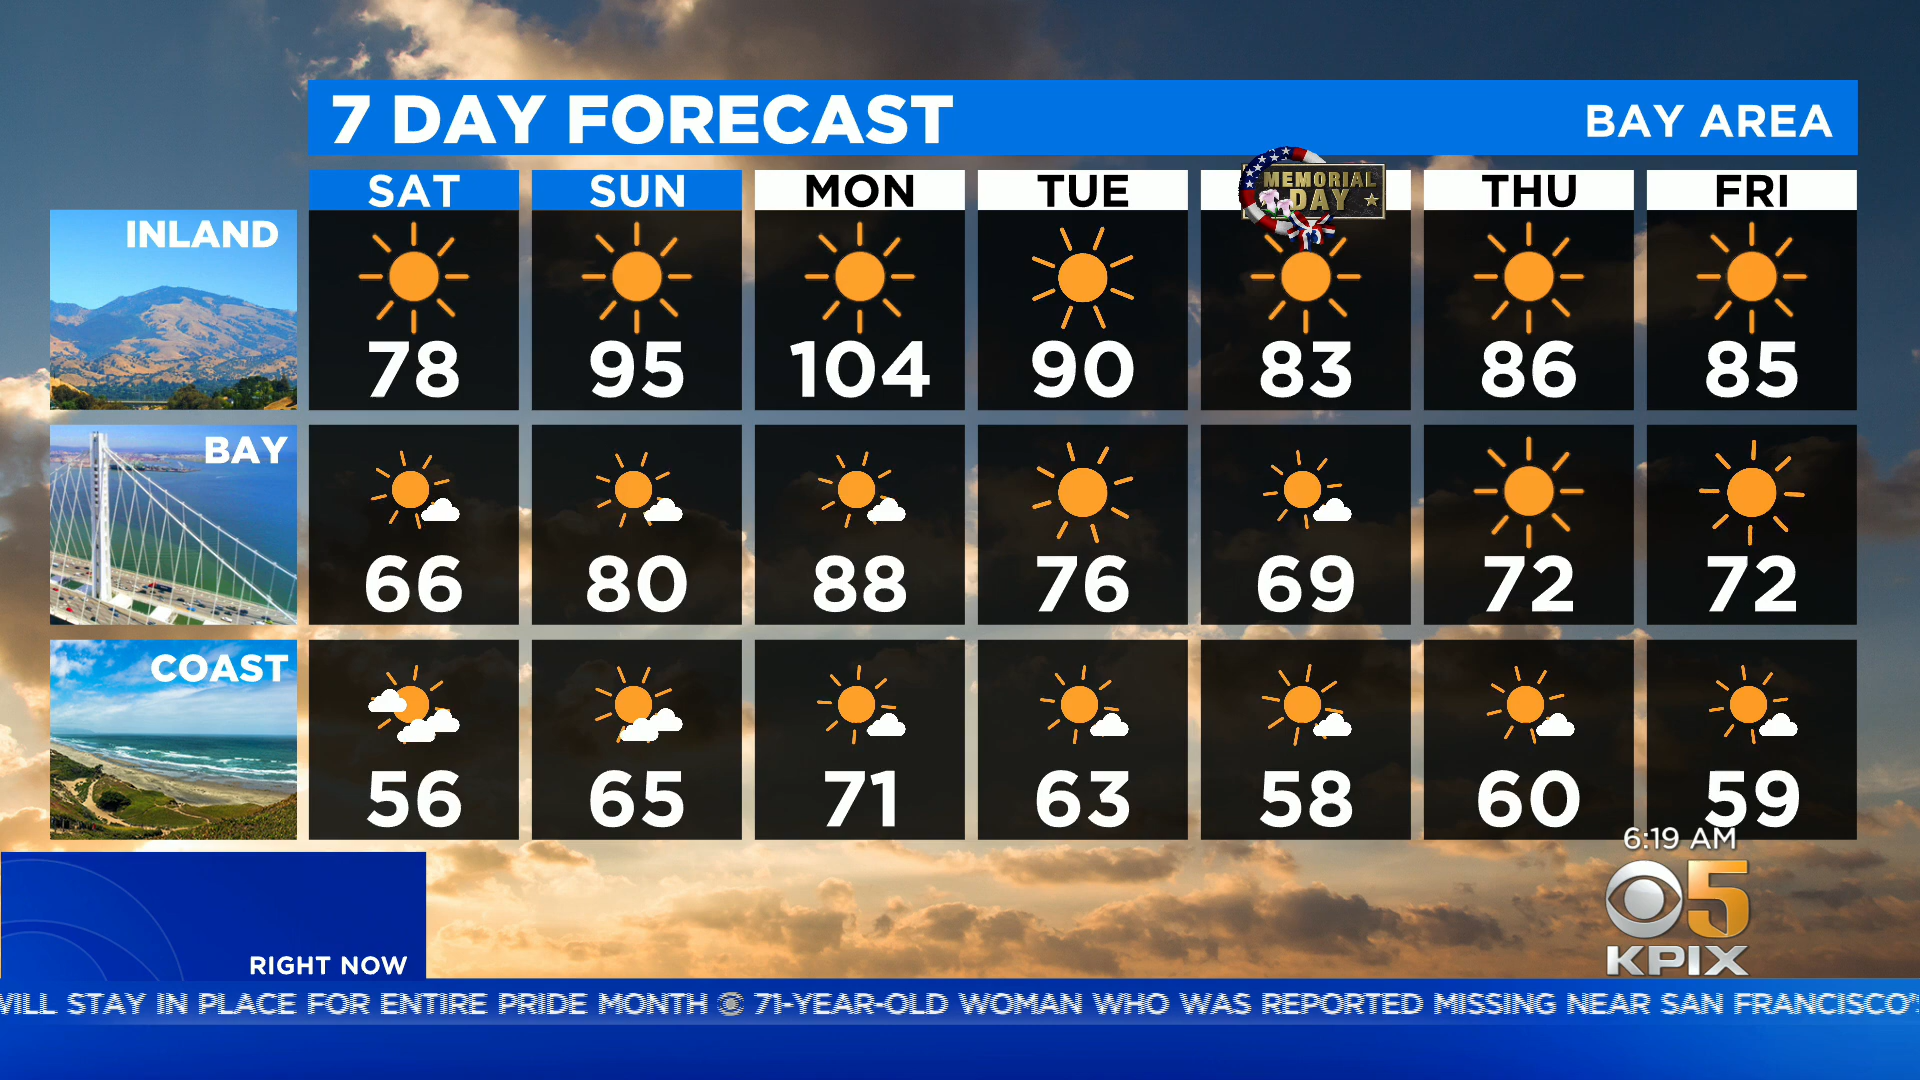 7 DAY FORECAST
BAY AREA
SAT SUN MON TUE MEMORIAL DAY THU FRI
INLAND
78 95 104 90 83 86 85
BAY
66 80 88 76 69 72 72
COAST
56 65 71 63 58 60 59
6:19 AM
5
KPIX
RIGHT NOW
WILL STAY IN PLACE FOR ENTIRE PRIDE MONTH 71-YEAR-OLD WOMAN WHO WAS REPORTED MISSING NEAR SAN FRANCISCO'